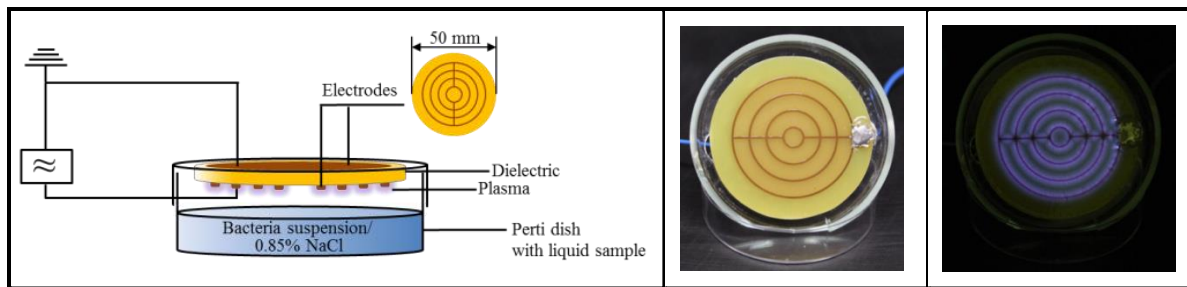 50 mm
Electrodes
Dielectric
Plasma
Bacteria suspension/
0.85% NaCl
Perti dish
with liquid sample